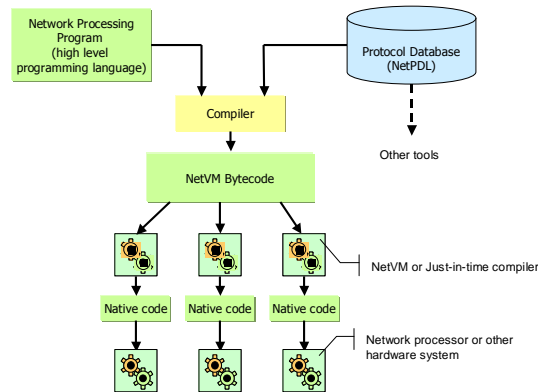 Network Processing
Program
(high level
programming language)
Protocol Database
(NetPDL)
Compiler
Other tools
NetVM Bytecode
NetVM or Just-in-time compiler
Native code
Native code
Native code
Network processor or other
hardware system